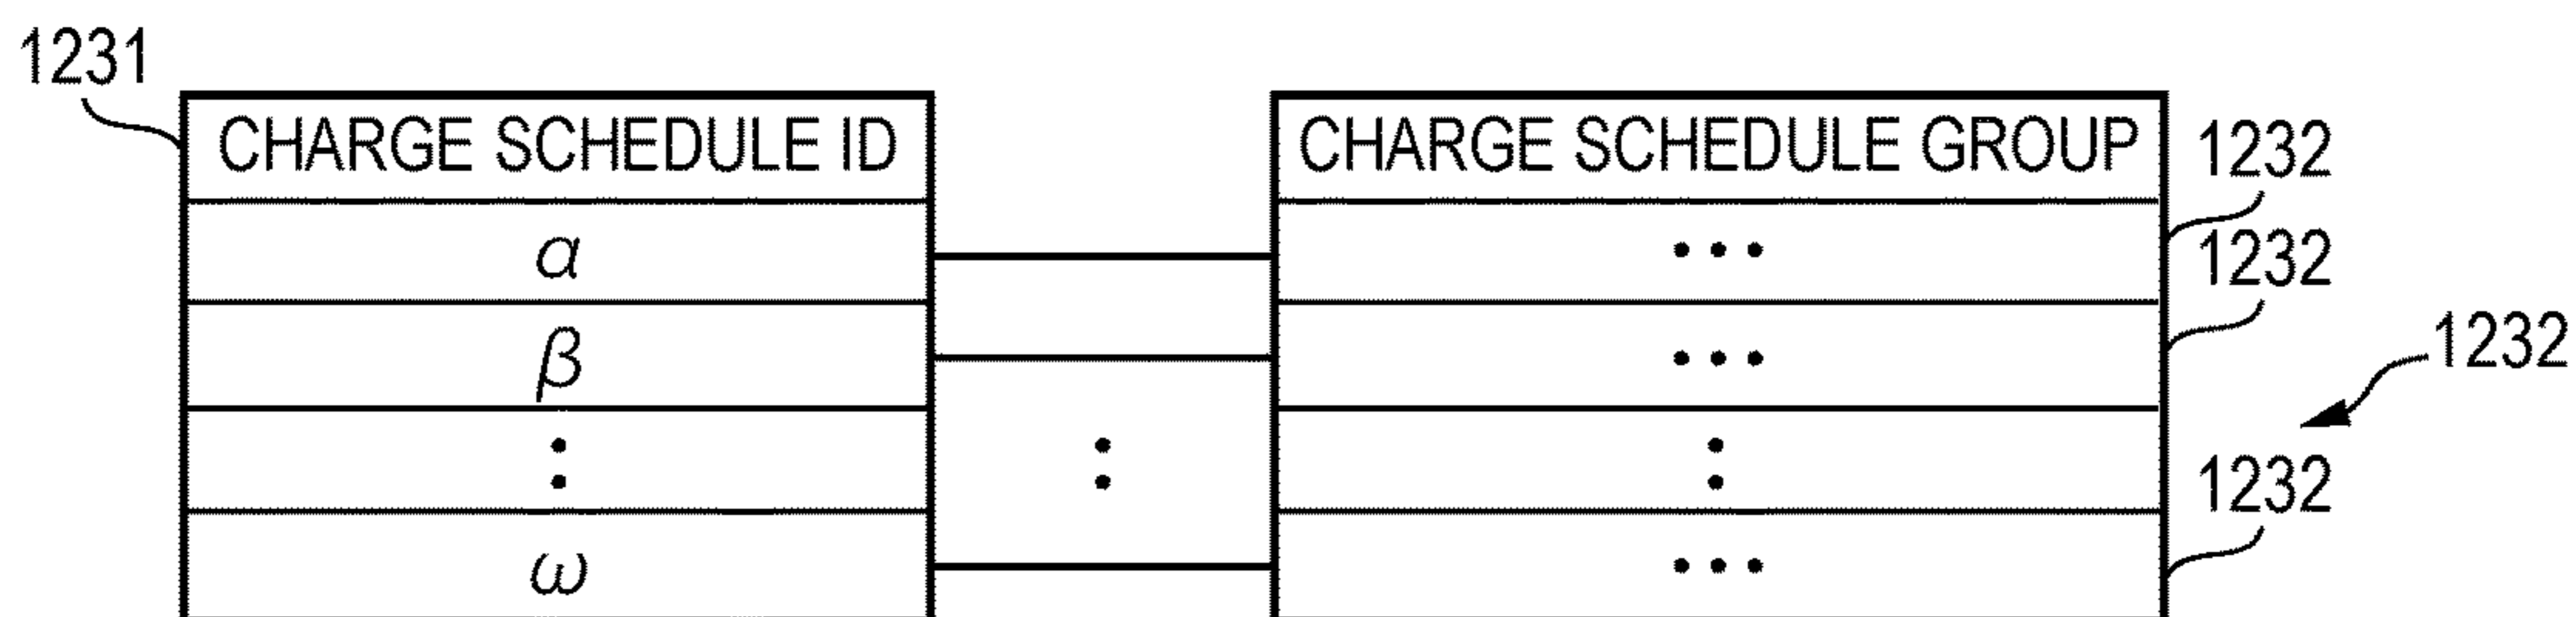 1231
CHARGE SCHEDULE ID
CHARGE SCHEDULE GROUP
1232
α
...
1232
β
...
1232
:
:
:
1232
ω
...